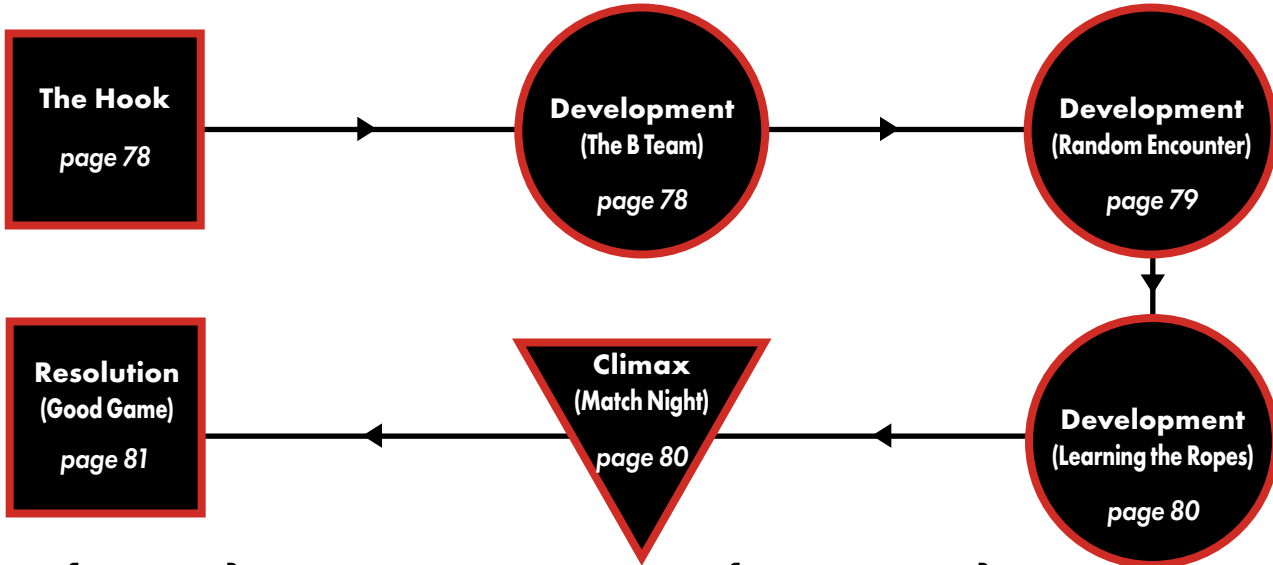 The Hook
page 78
Development
(The B Team)
page 78
Development
(Random Encounter)
page 79
Development
(Learning the Ropes)
page 80
Climax
(Match Night)
page 80
Resolution
(Good Game)
page 81